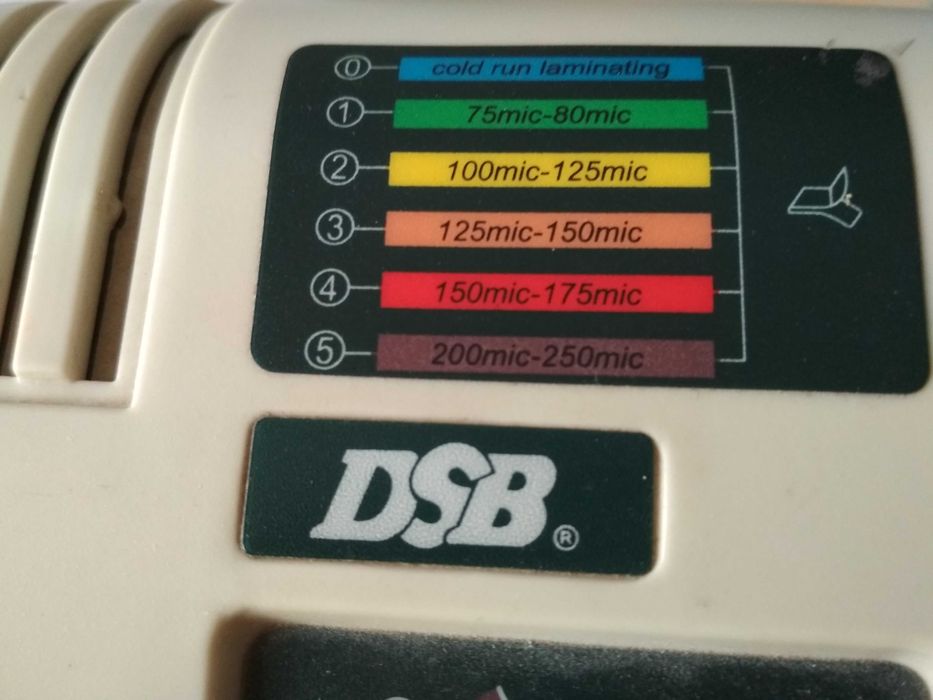 0 cold run laminating
1 75mic-80mic
2 100mic-125mic
3 125mic-150mic
4 150mic-175mic
5 200mic-250mic
DSB ®